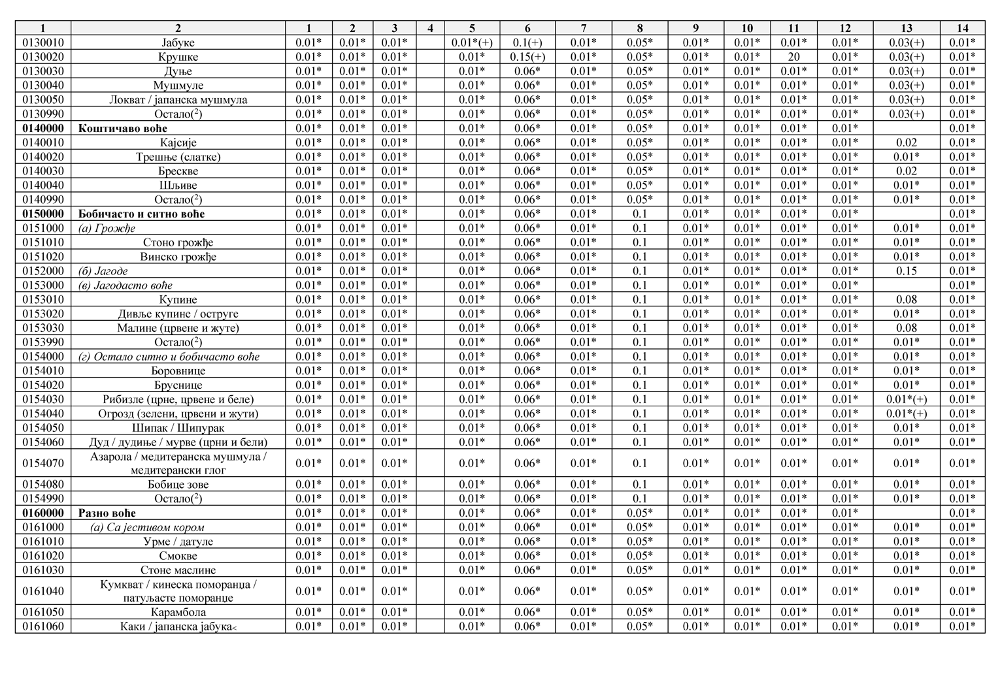 1 2 1 2 3 4 5 6 7 8 9 10 11 12 13 14
0130010 Јабуке 0.01* 0.01* 0.01* 0.01*(+) 0.1(+) 0.01* 0.05* 0.01* 0.01* 0.01* 0.01* 0.03(+) 0.01*
0130020 Крушке 0.01* 0.01* 0.01* 0.01* 0.15(+) 0.01* 0.05* 0.01* 0.01* 20 0.01* 0.03(+) 0.01*
0130030 Дуње 0.01* 0.01* 0.01* 0.01* 0.06* 0.01* 0.05* 0.01* 0.01* 0.01* 0.01* 0.03(+) 0.01*
0130040 Мушмуле 0.01* 0.01* 0.01* 0.01* 0.06* 0.01* 0.05* 0.01* 0.01* 0.01* 0.01* 0.03(+) 0.01*
0130050 Локват / јапанска мушмула 0.01* 0.01* 0.01* 0.01* 0.06* 0.01* 0.05* 0.01* 0.01* 0.01* 0.01* 0.03(+) 0.01*
0130990 Остало(²) 0.01* 0.01* 0.01* 0.01* 0.06* 0.01* 0.05* 0.01* 0.01* 0.01* 0.01* 0.03(+) 0.01*
0140000 Коштичаво воће 0.01* 0.01* 0.01* 0.01* 0.06* 0.01* 0.05* 0.01* 0.01* 0.01* 0.01* 0.01*
0140010 Кајсије 0.01* 0.01* 0.01* 0.01* 0.06* 0.01* 0.05* 0.01* 0.01* 0.01* 0.01* 0.02 0.01*
0140020 Трешње (слатке) 0.01* 0.01* 0.01* 0.01* 0.06* 0.01* 0.05* 0.01* 0.01* 0.01* 0.01* 0.01* 0.01*
0140030 Брескве 0.01* 0.01* 0.01* 0.01* 0.06* 0.01* 0.05* 0.01* 0.01* 0.01* 0.01* 0.02 0.01*
0140040 Шљиве 0.01* 0.01* 0.01* 0.01* 0.06* 0.01* 0.05* 0.01* 0.01* 0.01* 0.01* 0.01* 0.01*
0140990 Остало(²) 0.01* 0.01* 0.01* 0.01* 0.06* 0.01* 0.05* 0.01* 0.01* 0.01* 0.01* 0.01* 0.01*
0150000 Бобичасто и ситно воће 0.01* 0.01* 0.01* 0.01* 0.06* 0.01* 0.1 0.01* 0.01* 0.01* 0.01* 0.01*
0151000 (а) Грожђе 0.01* 0.01* 0.01* 0.01* 0.06* 0.01* 0.1 0.01* 0.01* 0.01* 0.01* 0.01* 0.01*
0151010 Стоно грожђе 0.01* 0.01* 0.01* 0.01* 0.06* 0.01* 0.1 0.01* 0.01* 0.01* 0.01* 0.01* 0.01*
0151020 Винско грожђе 0.01* 0.01* 0.01* 0.01* 0.06* 0.01* 0.1 0.01* 0.01* 0.01* 0.01* 0.01* 0.01*
0152000 (б) Јагоде 0.01* 0.01* 0.01* 0.01* 0.06* 0.01* 0.1 0.01* 0.01* 0.01* 0.01* 0.15 0.01*
0153000 (в) Јагодасто воће 0.01* 0.01* 0.01* 0.01* 0.06* 0.01* 0.1 0.01* 0.01* 0.01* 0.01* 0.01*
0153010 Купине 0.01* 0.01* 0.01* 0.01* 0.06* 0.01* 0.1 0.01* 0.01* 0.01* 0.01* 0.08 0.01*
0153020 Дивље купине / оструге 0.01* 0.01* 0.01* 0.01* 0.06* 0.01* 0.1 0.01* 0.01* 0.01* 0.01* 0.01* 0.01*
0153030 Малине (црвене и жуте) 0.01* 0.01* 0.01* 0.01* 0.06* 0.01* 0.1 0.01* 0.01* 0.01* 0.01* 0.08 0.01*
0153990 Остало(²) 0.01* 0.01* 0.01* 0.01* 0.06* 0.01* 0.1 0.01* 0.01* 0.01* 0.01* 0.01* 0.01*
0154000 (г) Остало ситно и бобичасто воће 0.01* 0.01* 0.01* 0.01* 0.06* 0.01* 0.1 0.01* 0.01* 0.01* 0.01* 0.01* 0.01*
0154010 Боровнице 0.01* 0.01* 0.01* 0.01* 0.06* 0.01* 0.1 0.01* 0.01* 0.01* 0.01* 0.01* 0.01*
0154020 Бруснице 0.01* 0.01* 0.01* 0.01* 0.06* 0.01* 0.1 0.01* 0.01* 0.01* 0.01* 0.01* 0.01*
0154030 Рибизле (црне, црвене и беле) 0.01* 0.01* 0.01* 0.01* 0.06* 0.01* 0.1 0.01* 0.01* 0.01* 0.01* 0.01*(+) 0.01*
0154040 Огрозд (зелени, црвени и жути) 0.01* 0.01* 0.01* 0.01* 0.06* 0.01* 0.1 0.01* 0.01* 0.01* 0.01* 0.01*(+) 0.01*
0154050 Шипак / Шипурак 0.01* 0.01* 0.01* 0.01* 0.06* 0.01* 0.1 0.01* 0.01* 0.01* 0.01* 0.01* 0.01*
0154060 Дуд / дудиње / мурве (црни и бели) 0.01* 0.01* 0.01* 0.01* 0.06* 0.01* 0.1 0.01* 0.01* 0.01* 0.01* 0.01* 0.01*
Азарола / медитеранска мушмула /
0154070 медитерански глог 0.01* 0.01* 0.01* 0.01* 0.06* 0.01* 0.1 0.01* 0.01* 0.01* 0.01* 0.01* 0.01*
0154080 Бобице зове 0.01* 0.01* 0.01* 0.01* 0.06* 0.01* 0.1 0.01* 0.01* 0.01* 0.01* 0.01* 0.01*
0154990 Остало(²) 0.01* 0.01* 0.01* 0.01* 0.06* 0.01* 0.1 0.01* 0.01* 0.01* 0.01* 0.01* 0.01*
0160000 Разно воће 0.01* 0.01* 0.01* 0.01* 0.06* 0.01* 0.05* 0.01* 0.01* 0.01* 0.01* 0.01*
0161000 (а) Са јестивом кором 0.01* 0.01* 0.01* 0.01* 0.06* 0.01* 0.05* 0.01* 0.01* 0.01* 0.01* 0.01* 0.01*
0161010 Урме / датуле 0.01* 0.01* 0.01* 0.01* 0.06* 0.01* 0.05* 0.01* 0.01* 0.01* 0.01* 0.01* 0.01*
0161020 Смокве 0.01* 0.01* 0.01* 0.01* 0.06* 0.01* 0.05* 0.01* 0.01* 0.01* 0.01* 0.01* 0.01*
0161030 Стоне маслине 0.01* 0.01* 0.01* 0.01* 0.06* 0.01* 0.05* 0.01* 0.01* 0.01* 0.01* 0.01* 0.01*
Кумкват / кинеска поморанџа /
0161040 патуљасте поморанџе 0.01* 0.01* 0.01* 0.01* 0.06* 0.01* 0.05* 0.01* 0.01* 0.01* 0.01* 0.01* 0.01*
0161050 Карамбола 0.01* 0.01* 0.01* 0.01* 0.06* 0.01* 0.05* 0.01* 0.01* 0.01* 0.01* 0.01* 0.01*
0161060 Каки / јапанска јабука< 0.01* 0.01* 0.01* 0.01* 0.06* 0.01* 0.05* 0.01* 0.01* 0.01* 0.01* 0.01* 0.01*